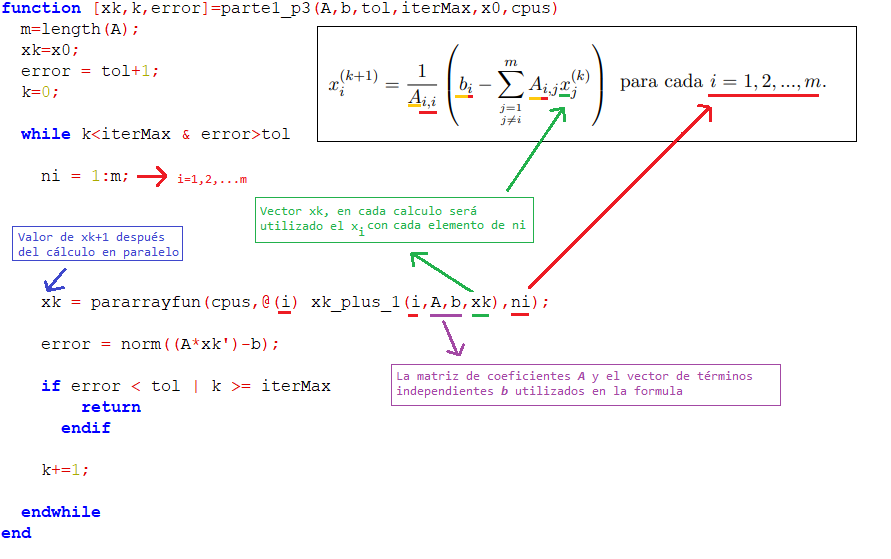 function [xk,k,error]=parte1_p3(A,b,tol,iterMax,x0,cpus)
m=length(A);
xk=x0;
error = tol+1;
k=0;
x_i^{(k+1)} = \frac{1}{A_{i,i}} \left( b_i - \sum_{\substack{j=1 \\ j \neq i}}^{m} A_{i,j} x_j^{(k)} \right) para cada i = 1, 2, ..., m.
while k<iterMax & error>tol
ni = 1:m;
i=1,2,...m
Vector xk, en cada calculo será
utilizado el x_i con cada elemento de ni
Valor de xk+1 después
del cálculo en paralelo
xk = pararrayfun(cpus,@(i) xk_plus_1(i,A,b,xk),ni);
error = norm((A*xk')-b);
La matriz de coeficientes A y el vector de términos
independientes b utilizados en la formula
if error < tol | k >= iterMax
return
endif
k+=1;
endwhile
end